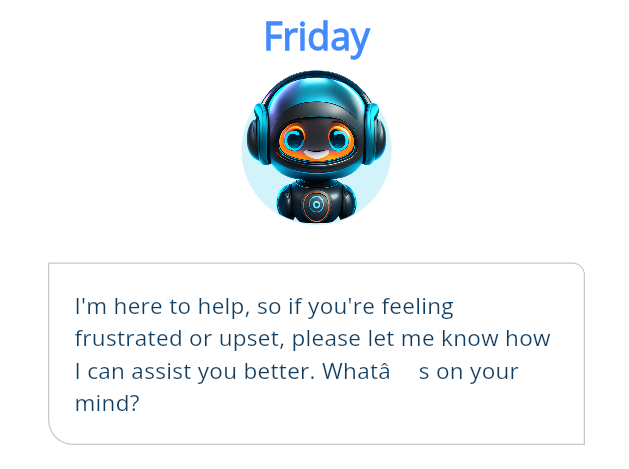 Friday
I'm here to help, so if you're feeling
frustrated or upset, please let me know how
I can assist you better. Whatâ s on your
mind?